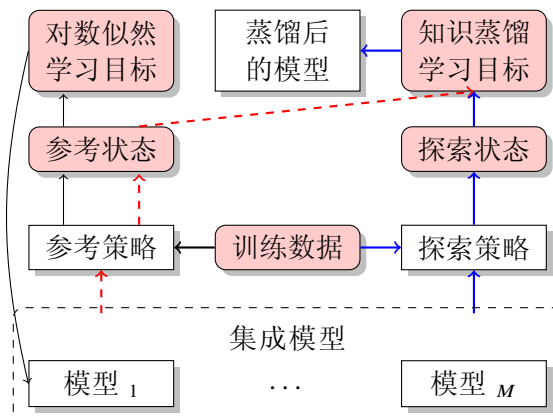 对数似然
学习目标
蒸馏后
的模型
知识蒸馏
学习目标
参考状态
探索状态
参考策略
训练数据
探索策略
集成模型
模型 1
...
模型 M